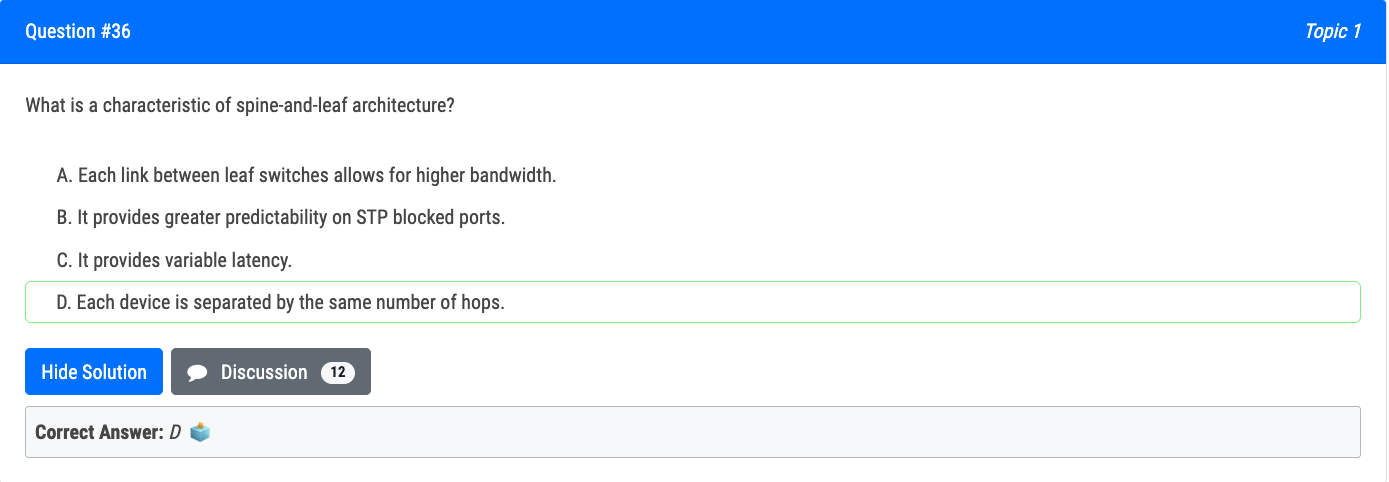 Question #36
Topic 1
What is a characteristic of spine-and-leaf architecture?
A. Each link between leaf switches allows for higher bandwidth.
B. It provides greater predictability on STP blocked ports.
C. It provides variable latency.
D. Each device is separated by the same number of hops.
Hide Solution
Discussion 12
Correct Answer: D